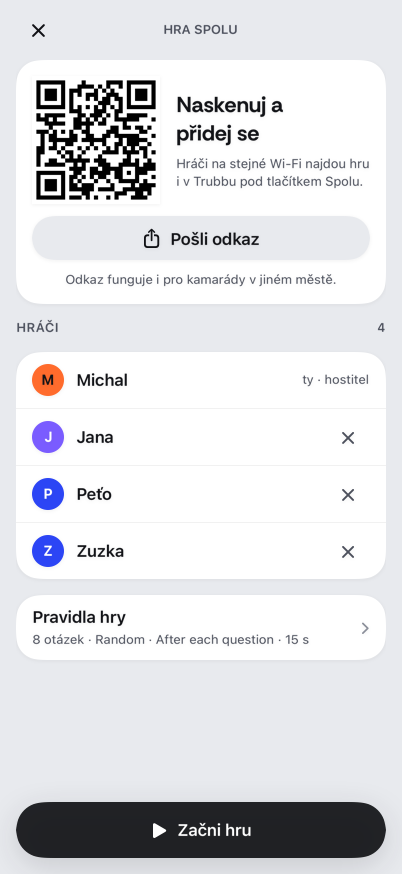 HRA SPOLU
Naskenuj a
přidej se
Hráči na stejné Wi-Fi najdou hru
i v Trubbu pod tlačítkem Spolu.
Pošli odkaz
Odkaz funguje i pro kamarády v jiném městě.
HRÁČI 4
M Michal ty · hostitel
J Jana
P Peťo
Z Zuzka
Pravidla hry
8 otázek · Random · After each question · 15 s
Začni hru